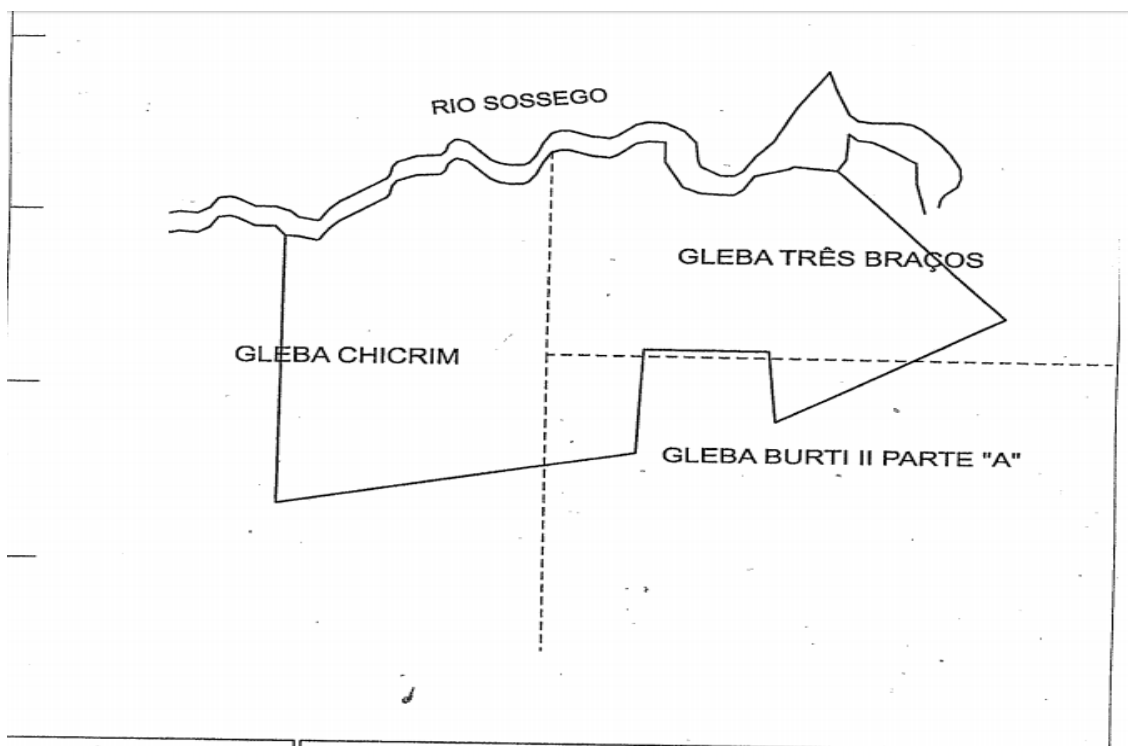 RIO SOSSEGO
GLEBA TRÊS BRAÇOS
GLEBA CHICRIM
GLEBA BURTI II PARTE "A"